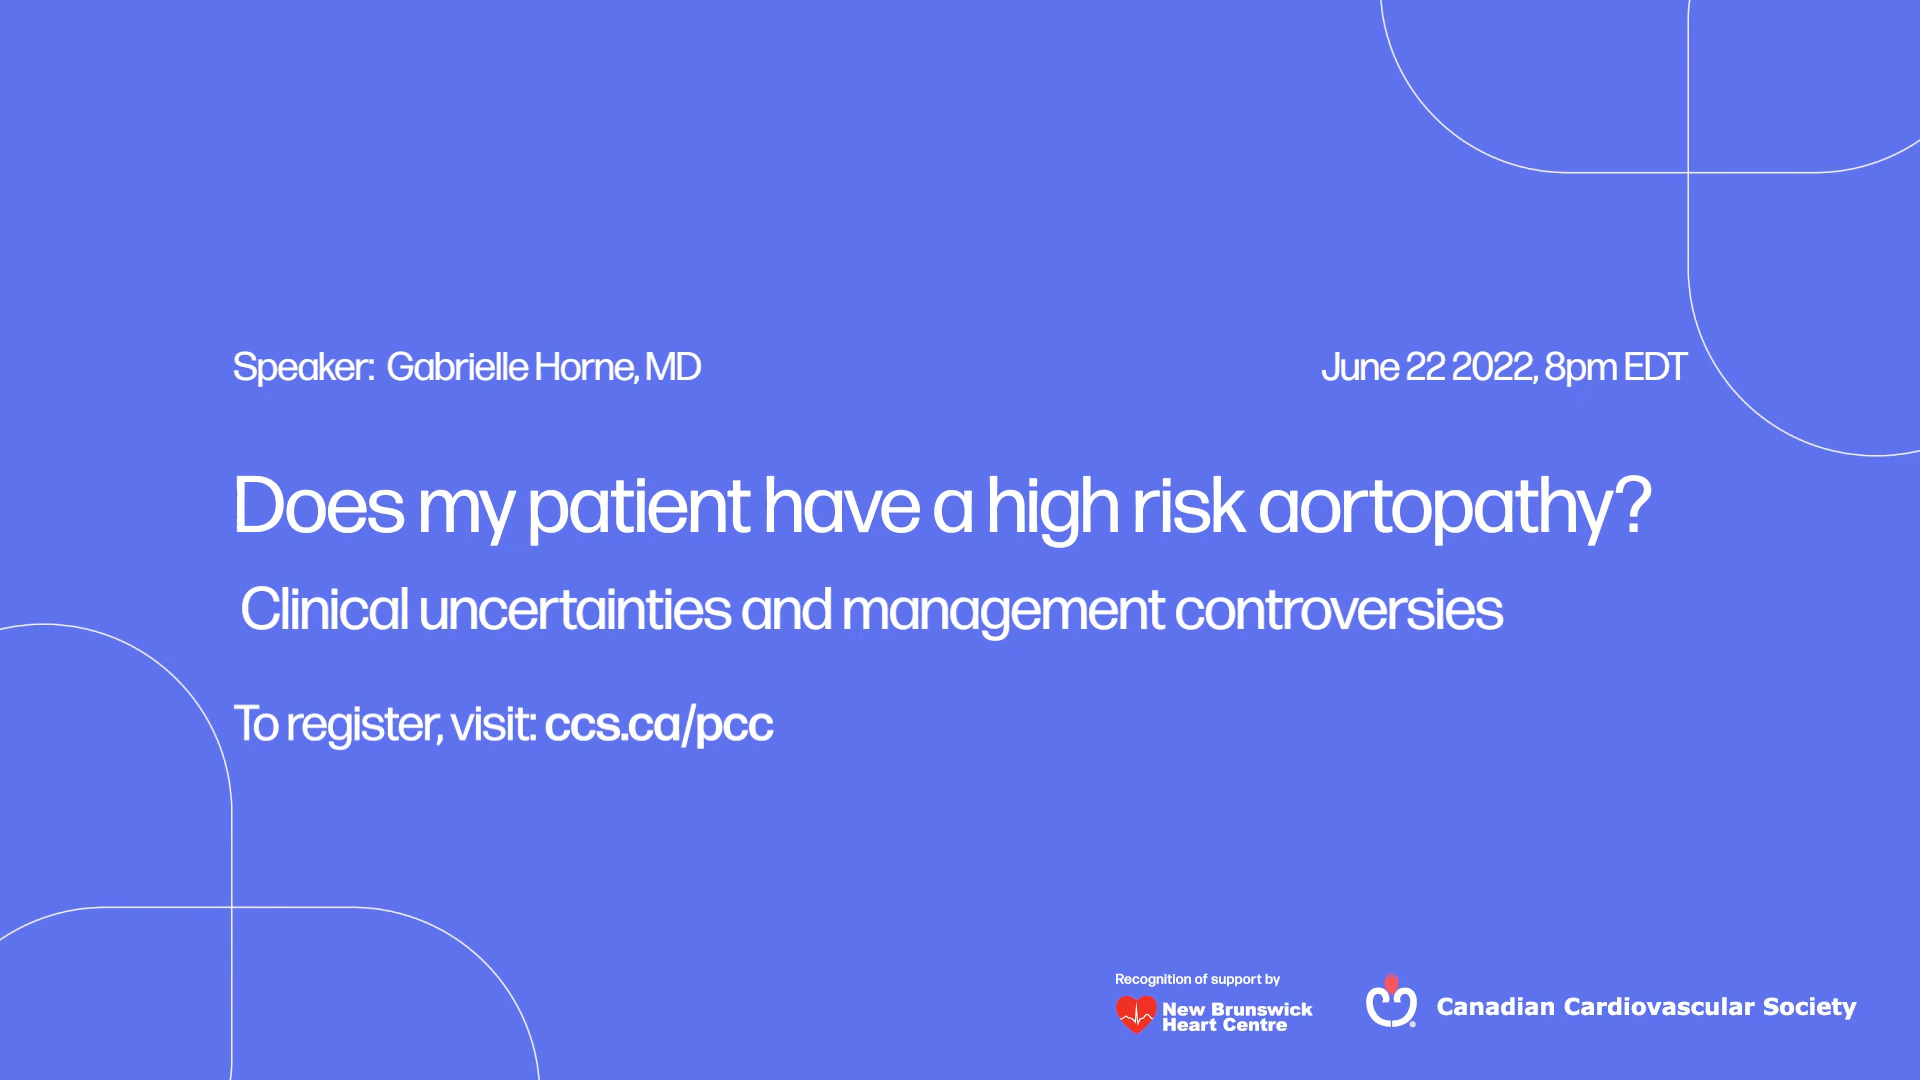 Speaker: Gabrielle Horne, MD
June 22 2022, 8pm EDT
Does my patient have a high risk aortopathy?
Clinical uncertainties and management controversies
To register, visit: ccs.ca/pcc
Recognition of support by
New Brunswick
Heart Centre
Canadian Cardiovascular Society